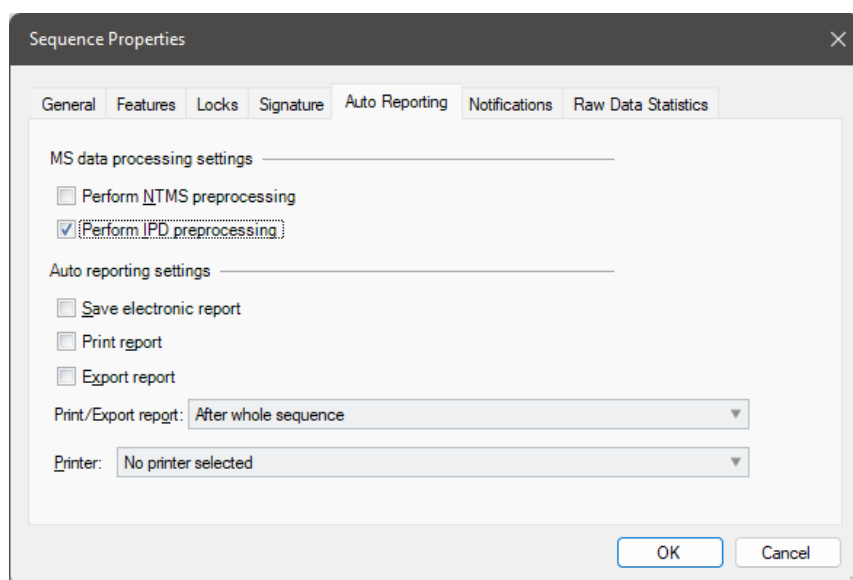 Sequence Properties
General Features Locks Signature Auto Reporting Notifications Raw Data Statistics
MS data processing settings
Perform NTMS preprocessing
Perform IPD preprocessing
Auto reporting settings
Save electronic report
Print report
Export report
Print/Export report: After whole sequence
Printer: No printer selected
OK Cancel